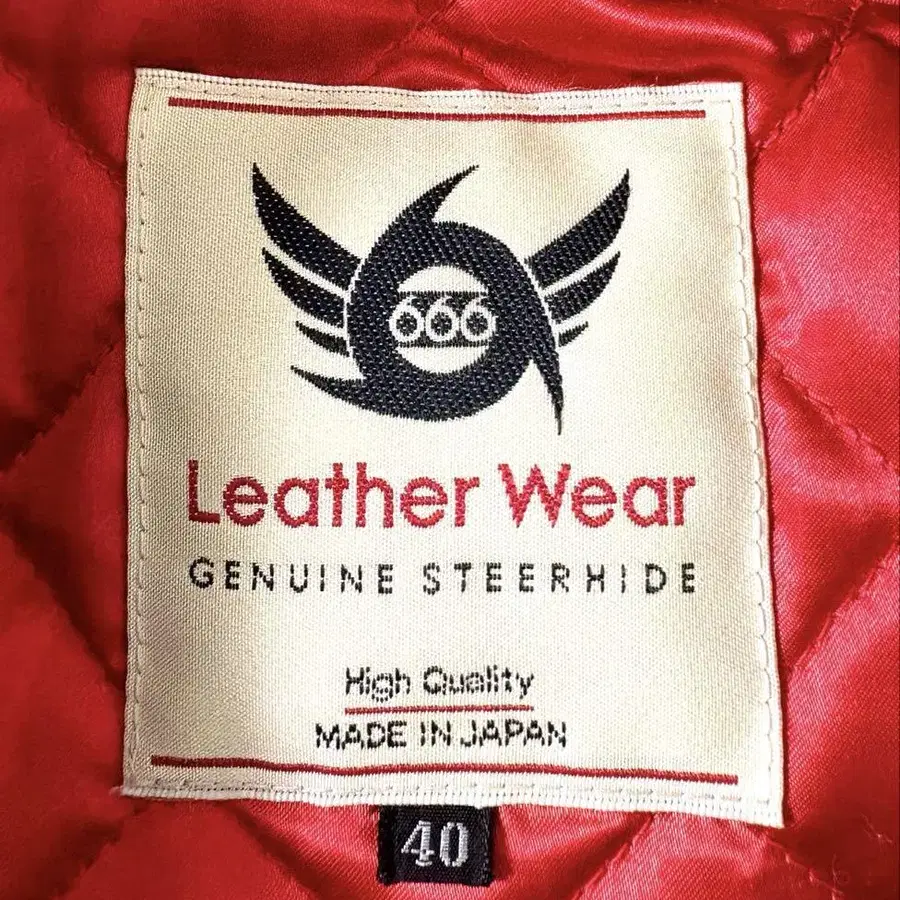 666
Leather Wear
GENUINE STEERHIDE
High Quality
MADE IN JAPAN
40